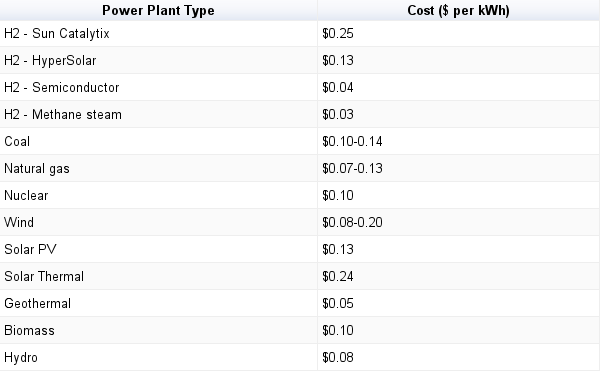 Power Plant Type Cost ($ per kWh)
H2 - Sun Catalytix $0.25
H2 - HyperSolar $0.13
H2 - Semiconductor $0.04
H2 - Methane steam $0.03
Coal $0.10-0.14
Natural gas $0.07-0.13
Nuclear $0.10
Wind $0.08-0.20
Solar PV $0.13
Solar Thermal $0.24
Geothermal $0.05
Biomass $0.10
Hydro $0.08